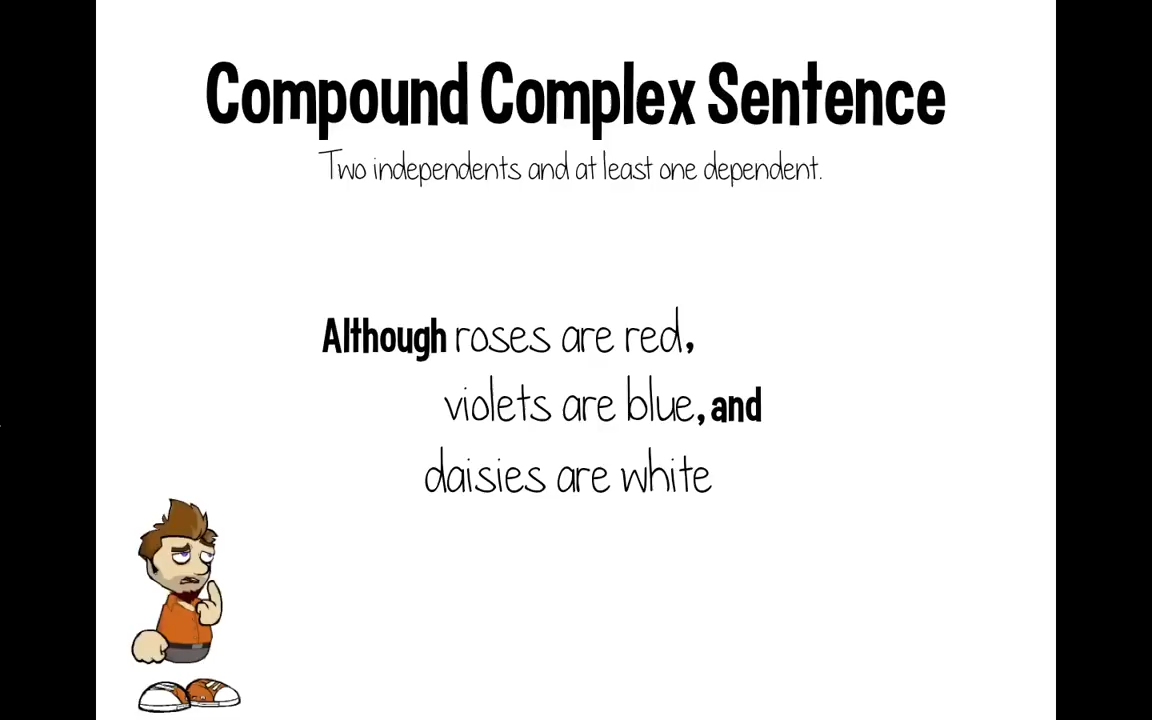 Compound Complex Sentence
Two independents and at least one dependent.
Although roses are red,
violets are blue, and
daisies are white